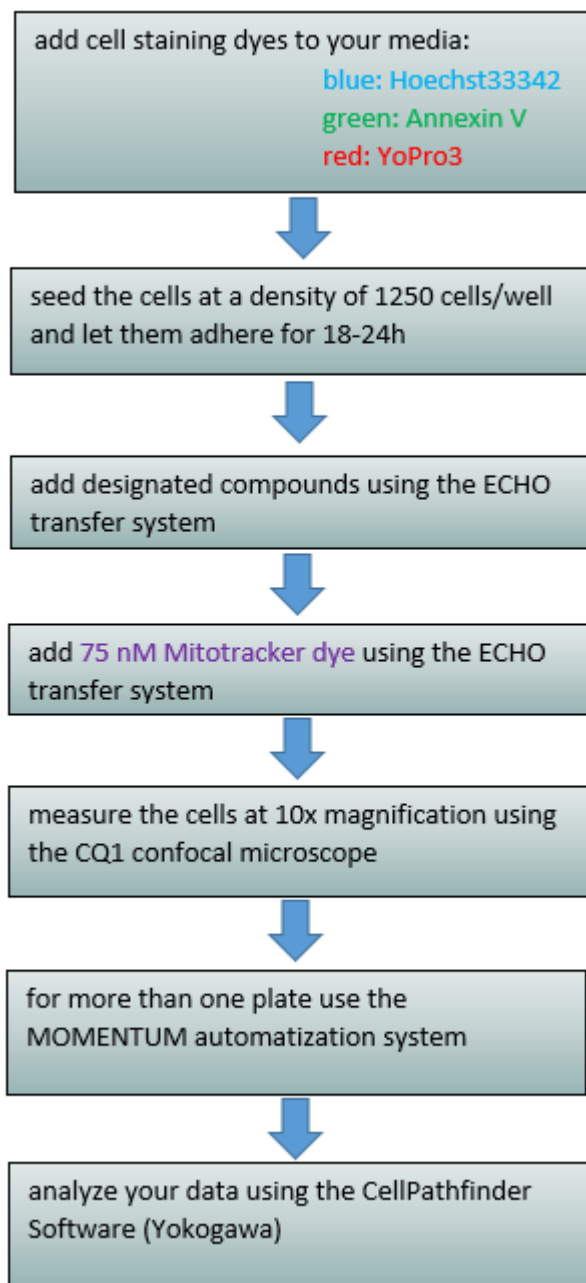 add cell staining dyes to your media:
blue: Hoechst33342
green: Annexin V
red: YoPro3
seed the cells at a density of 1250 cells/well
and let them adhere for 18-24h
add designated compounds using the ECHO
transfer system
add 75 nM Mitotracker dye using the ECHO
transfer system
measure the cells at 10x magnification using
the CQ1 confocal microscope
for more than one plate use the
MOMENTUM automatization system
analyze your data using the CellPathfinder
Software (Yokogawa)